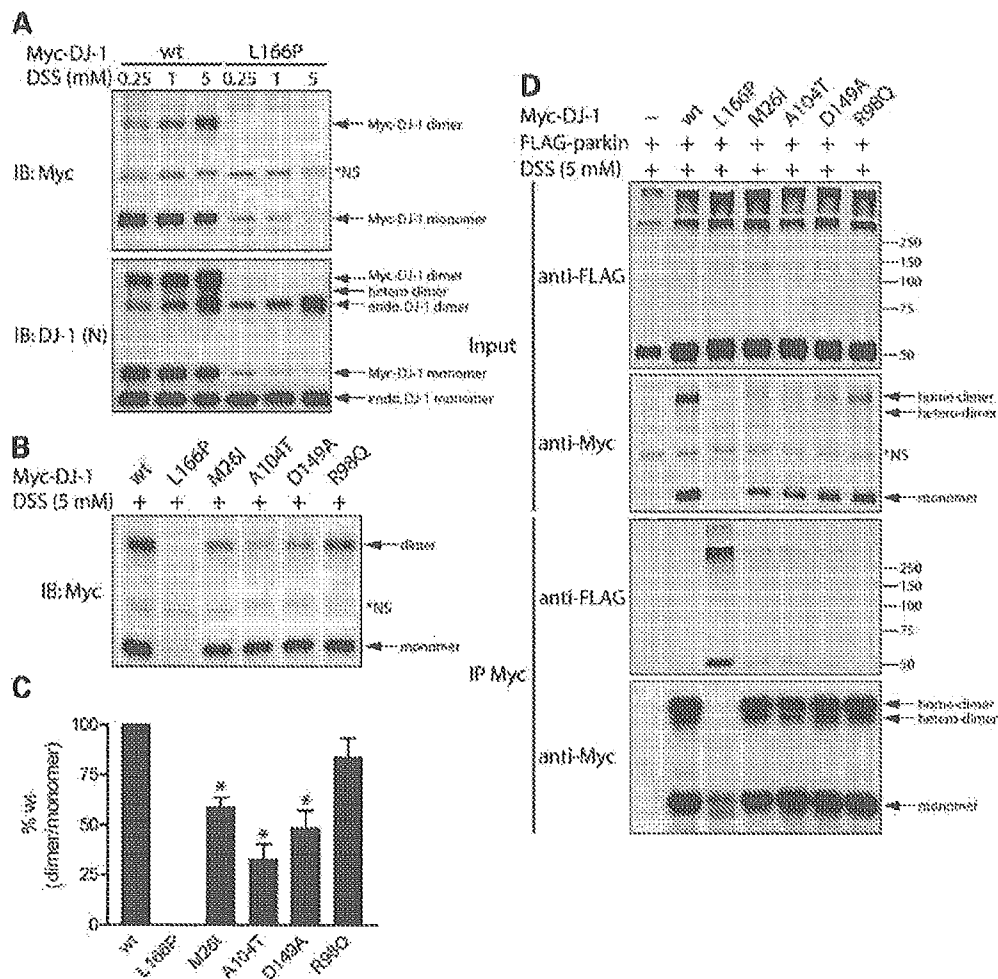 A
Myc-DJ-1 wt L166P
DSS (mM) 0.25 1 5 0.25 1 5
IB: Myc
Myc-DJ-1 dimer
*NS
Myc-DJ-1 monomer
IB: DJ-1 (N)
Myc-DJ-1 dimer
hetero-dimer
endo.DJ-1 dimer
Myc-DJ-1 monomer
endo.DJ-1 monomer
B
Myc-DJ-1 wt L166P M26I A104T D149A R98Q
DSS (5 mM) + + + + + +
IB: Myc
dimer
*NS
monomer
C
% wt
(dimer/monomer)
100
75
50
25
0
* * *
wt L166P M26I A104T D149A R98Q
D
Myc-DJ-1 – wt L166P M26I A104T D149A R98Q
FLAG-parkin + + + + + + +
DSS (5 mM) + + + + + + +
Input
anti-FLAG
250
150
100
75
50
anti-Myc
homo-dimer
hetero-dimer
*NS
monomer
IP Myc
anti-FLAG
250
150
100
75
50
anti-Myc
homo-dimer
hetero-dimer
monomer